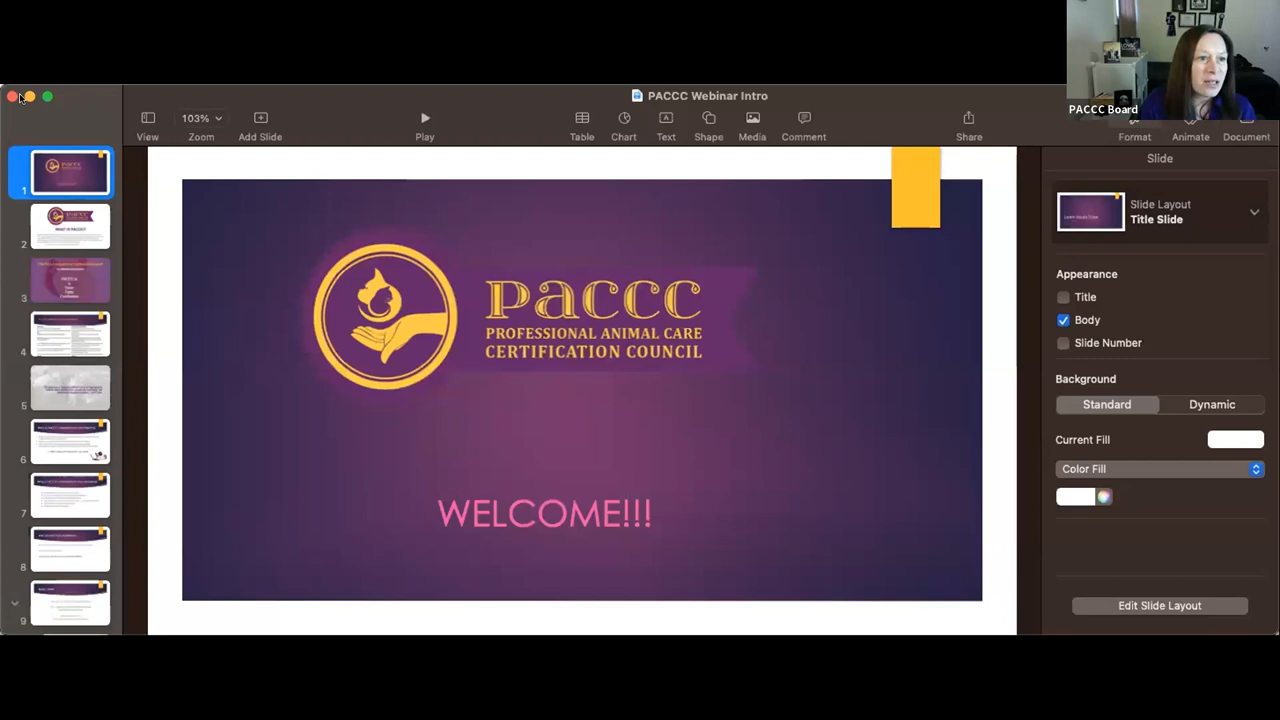 PACCC Webinar Intro
PACCC Board
103%
View
Zoom
Add Slide
Play
Table
Chart
Text
Shape
Media
Comment
Share
Format
Animate
Document
1
2
3
4
5
6
7
8
9
WHAT IS PACCC?
paccc
PROFESSIONAL ANIMAL CARE
CERTIFICATION COUNCIL
WELCOME!!!
Slide
Slide Layout
Title Slide
Appearance
Title
Body
Slide Number
Background
Standard
Dynamic
Current Fill
Color Fill
Edit Slide Layout